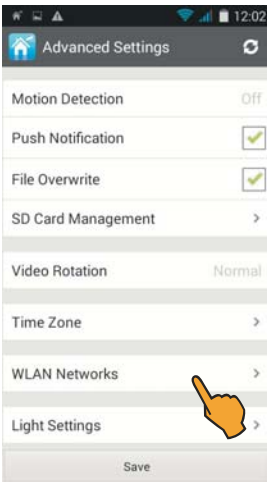 12:02
Advanced Settings
Motion Detection Off
Push Notification
File Overwrite
SD Card Management
Video Rotation Normal
Time Zone
WLAN Networks
Light Settings
Save